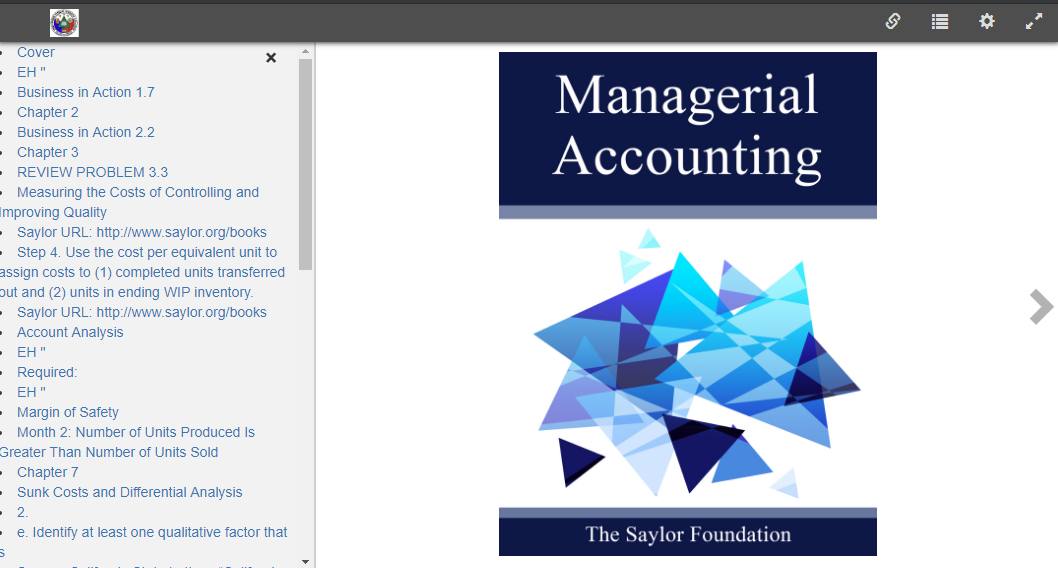 Cover
EH "
Business in Action 1.7
Chapter 2
Business in Action 2.2
Chapter 3
REVIEW PROBLEM 3.3
Measuring the Costs of Controlling and
Improving Quality
Saylor URL: http://www.saylor.org/books
Step 4. Use the cost per equivalent unit to
assign costs to (1) completed units transferred
out and (2) units in ending WIP inventory.
Saylor URL: http://www.saylor.org/books
Account Analysis
EH "
Required:
EH "
Margin of Safety
Month 2: Number of Units Produced Is
Greater Than Number of Units Sold
Chapter 7
Sunk Costs and Differential Analysis
2.
e. Identify at least one qualitative factor that
Managerial
Accounting
The Saylor Foundation